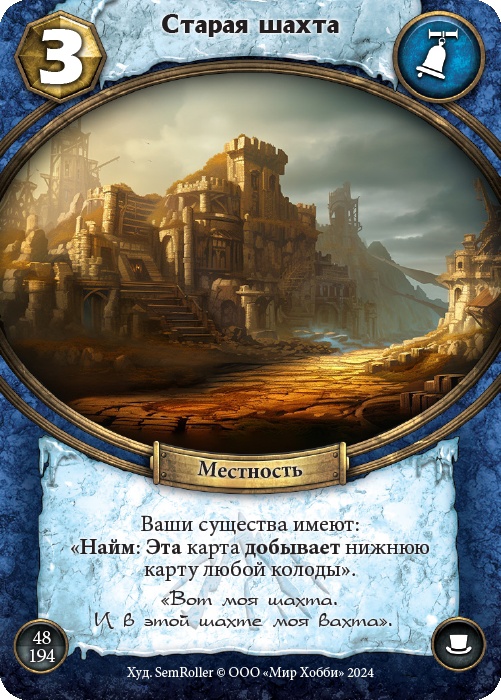 3
Старая шахта
Местность
Ваши существа имеют:
«Найм: Эта карта добывает нижнюю
карту любой колоды».
«Вот моя шахта.
И в этой шахте моя вахта».
48
194
Худ. SemRoller © ООО «Мир Хобби» 2024